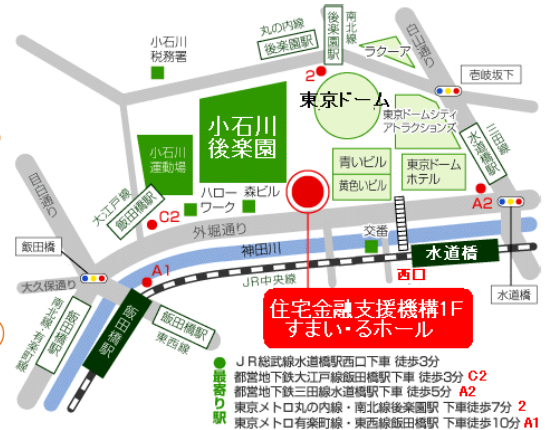 丸の内線
後楽園駅
南北線
白山通り
小石川
税務署
ラクーア
2
壱岐坂下
東京ドーム
小石川
後楽園
東京ドームシティ
アトラクションズ
三田線
水道橋駅
小石川
運動場
青いビル
黄色いビル
東京ドーム
ホテル
目白通り
大江戸線
飯田橋駅
ハロー
ワーク
森ビル
C2
A2
外堀通り
飯田橋
神田川
交番
水道橋
A1
JR中央線
西口
大久保通り
水道橋
南北線・有楽町線
飯田橋駅
飯田橋駅
飯田橋駅
東西線
住宅金融支援機構1F
すまい・るホール
最寄り駅
JR総武線水道橋駅西口下車 徒歩3分
都営地下鉄大江戸線飯田橋駅下車 徒歩3分 C2
都営地下鉄三田線水道橋駅下車 徒歩5分 A2
東京メトロ丸の内線・南北線後楽園駅 下車徒歩7分 2
東京メトロ有楽町線・東西線飯田橋駅 下車徒歩10分 A1